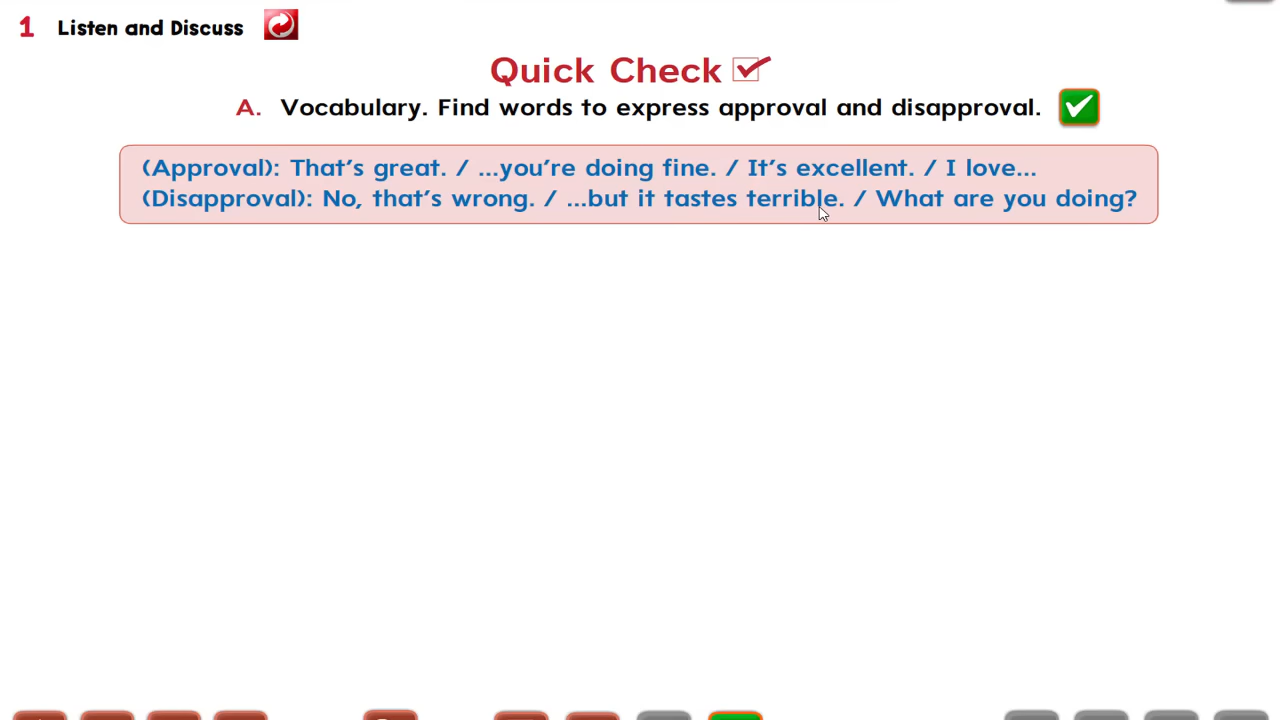 1 Listen and Discuss
Quick Check
A. Vocabulary. Find words to express approval and disapproval.
(Approval): That's great. / ...you're doing fine. / It's excellent. / I love...
(Disapproval): No, that's wrong. / ...but it tastes terrible. / What are you doing?